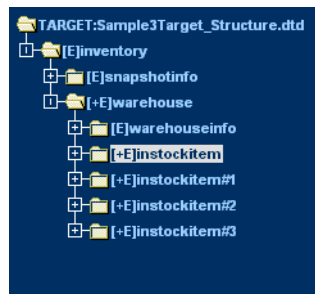 TARGET:Sample3Target_Structure.dtd
[E]inventory
[E]snapshotinfo
[+E]warehouse
[E]warehouseinfo
[+E]instockitem
[+E]instockitem#1
[+E]instockitem#2
[+E]instockitem#3